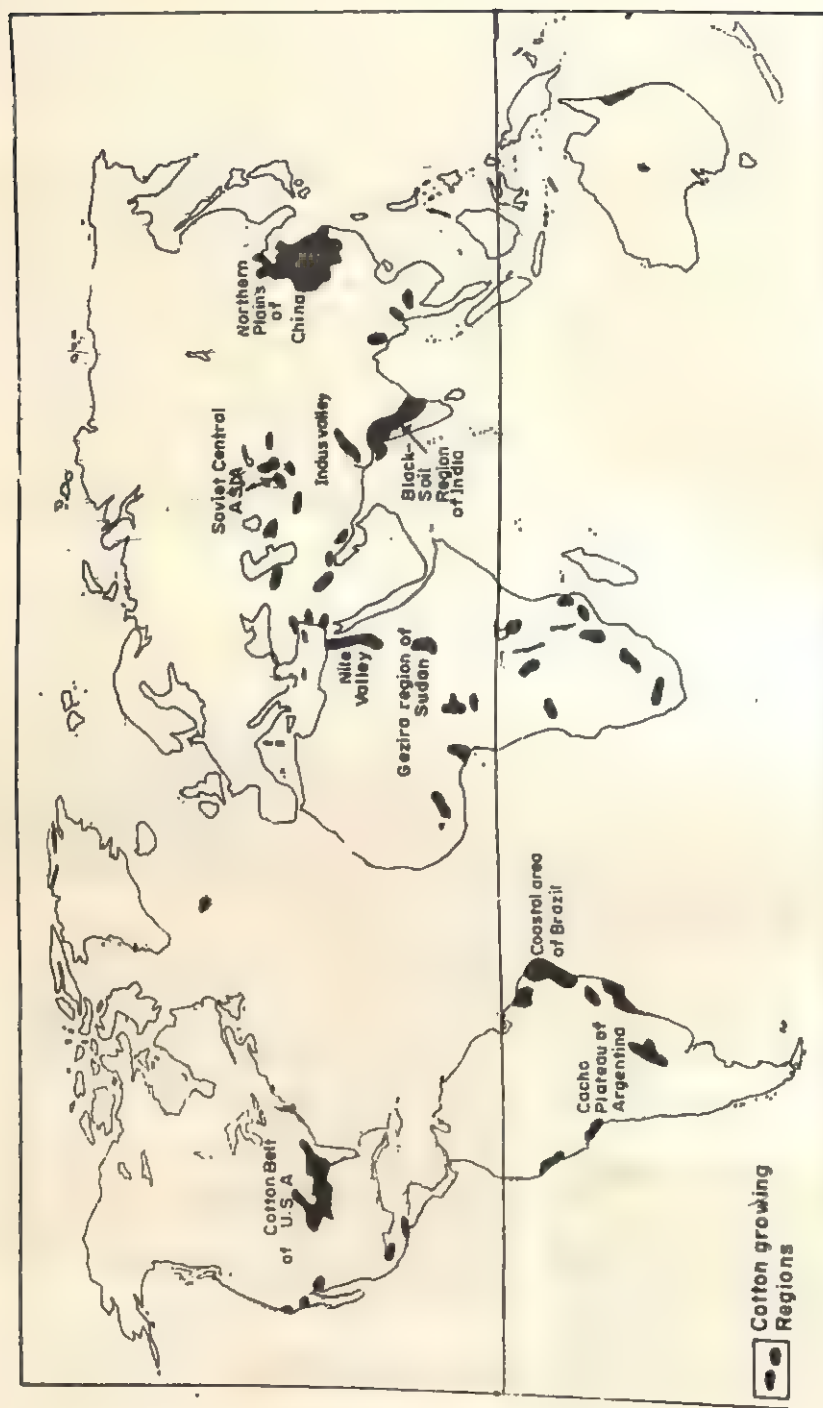 Northern
Plains
of
China
Soviet Central
ASIA
Indus valley
Black-
Soil
Region
of India
Nile
Valley
Gezira region of
Sudan
Cotton Belt
of U.S.A
Coastal area
of Brazil
Cacho
Plateau of
Argentina
Cotton growing
Regions